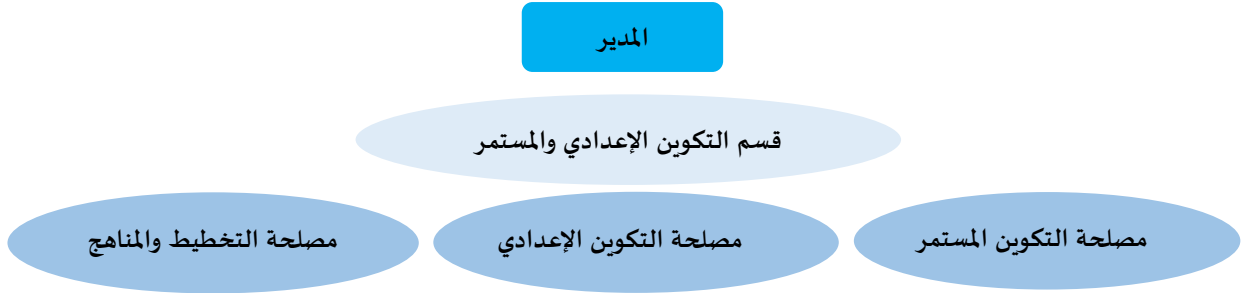 المدير
قسم التكوين الإعدادي والمستمر
مصلحة التكوين المستمر
مصلحة التكوين الإعدادي
مصلحة التخطيط والمناهج